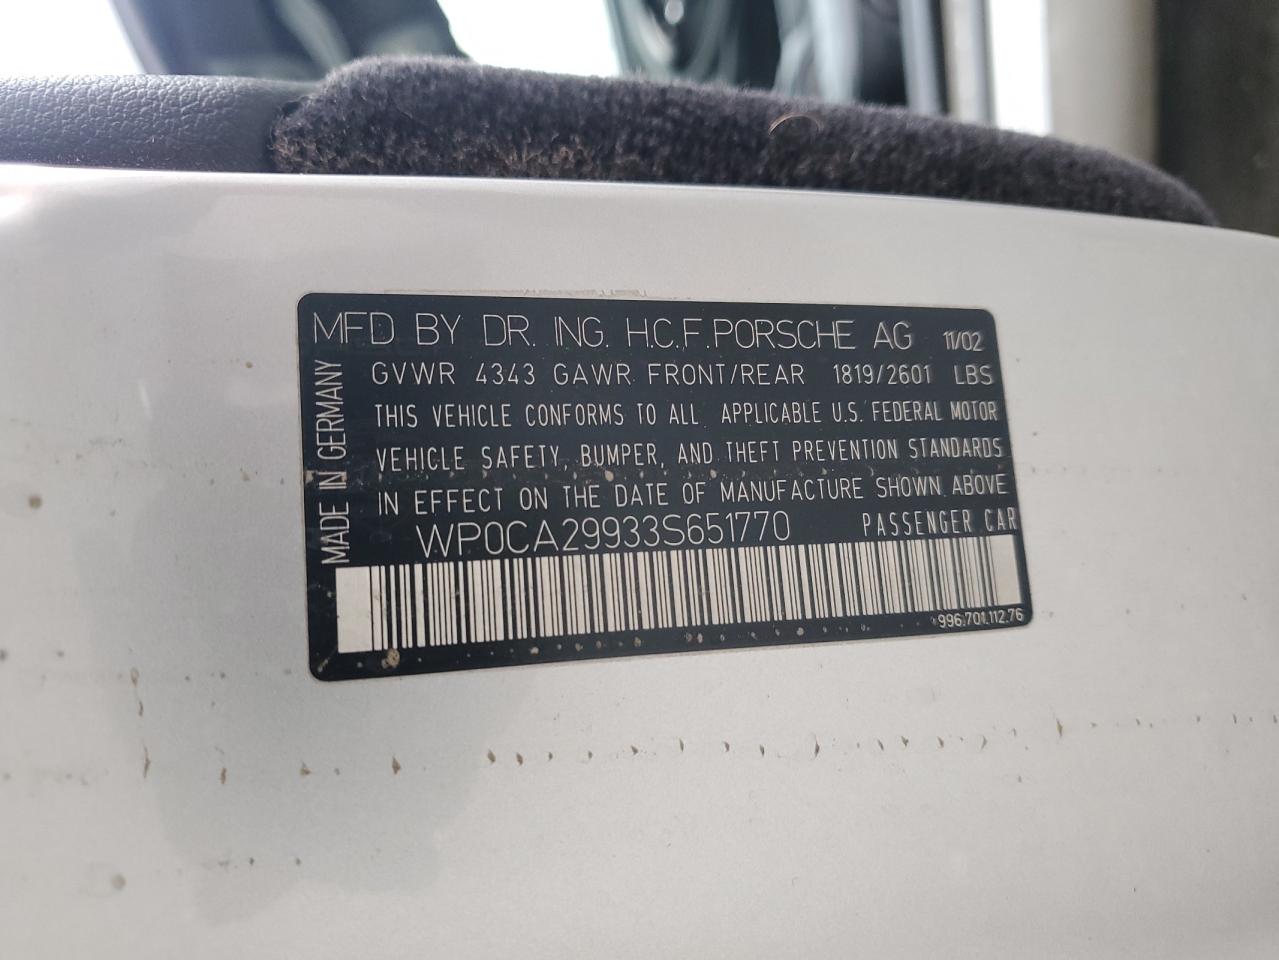 MFD BY DR. ING. H.C.F. PORSCHE AG 11/02
GVWR 4343 GAWR FRONT/REAR 1819/2601 LBS
THIS VEHICLE CONFORMS TO ALL APPLICABLE U.S. FEDERAL MOTOR
VEHICLE SAFETY, BUMPER, AND THEFT PREVENTION STANDARDS
IN EFFECT ON THE DATE OF MANUFACTURE SHOWN ABOVE
WP0CA29933S651770 PASSENGER CAR
996.701.112.76
MADE IN GERMANY